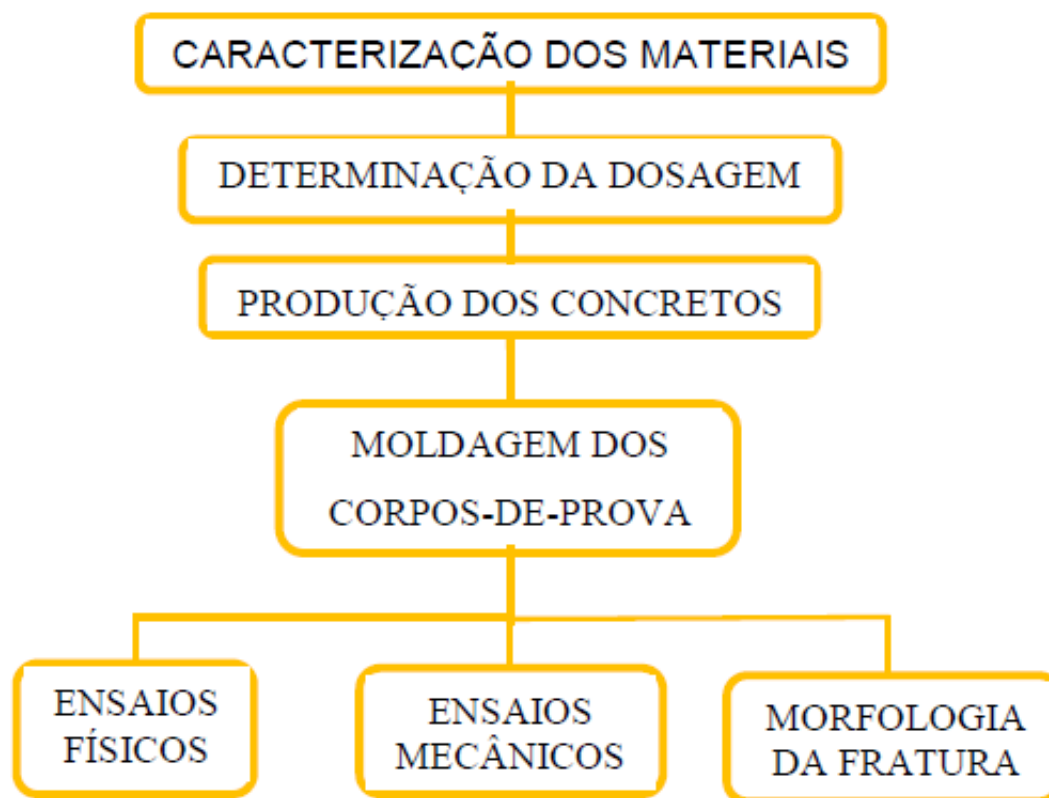 CARACTERIZAÇÃO DOS MATERIAIS
DETERMINAÇÃO DA DOSAGEM
PRODUÇÃO DOS CONCRETOS
MOLDAGEM DOS
CORPOS-DE-PROVA
ENSAIOS
FÍSICOS
ENSAIOS
MECÂNICOS
MORFOLOGIA
DA FRATURA